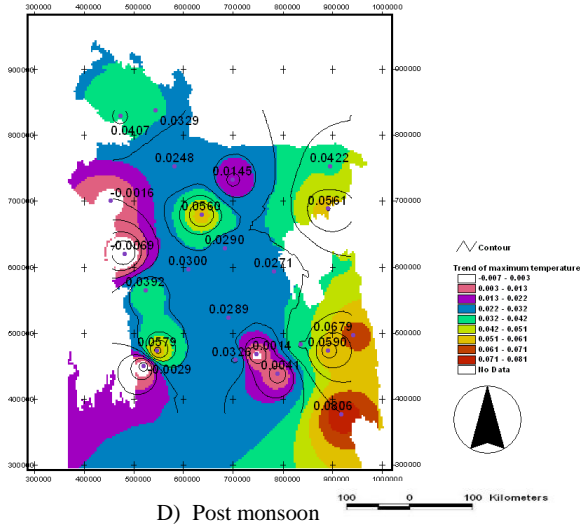 300000 400000 500000 600000 700000 800000 900000 1000000
900000 900000
800000 800000
700000 700000
600000 600000
500000 500000
400000 400000
300000 300000
0.0407
0.0329
0.0248
0.0145
0.0422
-0.0016
0.0560
0.0561
-0.0069
0.0290
0.0300
0.0271
0.0392
0.0289
0.0679
0.0579
0.0590
0.0014
-0.0029
0.0041
0.0806
Contour
Trend of maximum temperature
-0.007 - 0.003
0.003 - 0.013
0.013 - 0.022
0.022 - 0.032
0.032 - 0.042
0.042 - 0.051
0.051 - 0.061
0.061 - 0.071
0.071 - 0.081
No Data
300000 400000 500000 600000 700000 800000 900000 1000000
100 0 100 Kilometers
D) Post monsoon